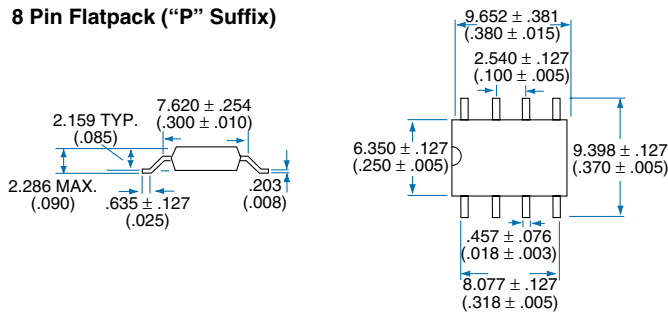 8 Pin Flatpack (“P” Suffix)
7.620 ± .254
(.300 ± .010)
2.159 TYP.
(.085)
2.286 MAX.
(.090)
.635 ± .127
(.025)
.203
(.008)
9.652 ± .381
(.380 ± .015)
2.540 ± .127
(.100 ± .005)
6.350 ± .127
(.250 ± .005)
9.398 ± .127
(.370 ± .005)
.457 ± .076
(.018 ± .003)
8.077 ± .127
(.318 ± .005)